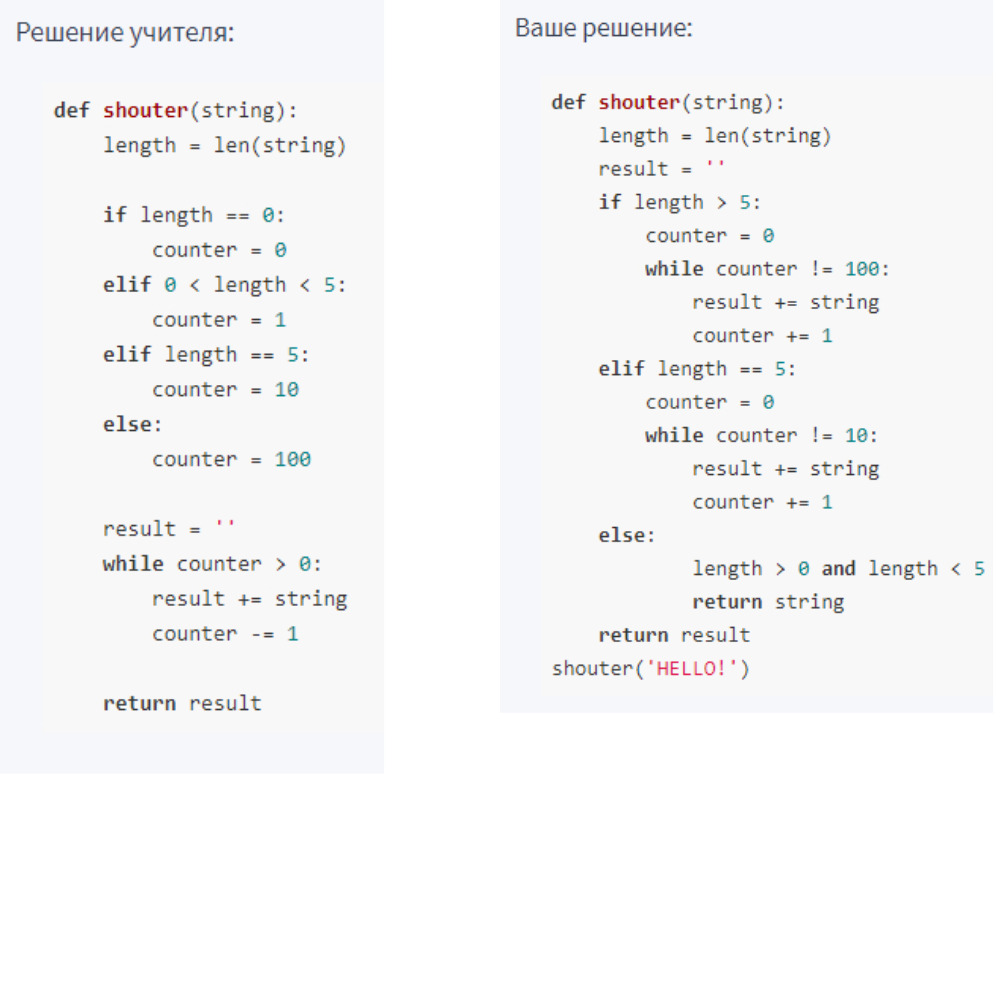 Решение учителя:
def shouter(string):
    length = len(string)

    if length == 0:
        counter = 0
    elif 0 < length < 5:
        counter = 1
    elif length == 5:
        counter = 10
    else:
        counter = 100

    result = ''
    while counter > 0:
        result += string
        counter -= 1

    return result
Ваше решение:
def shouter(string):
    length = len(string)
    result = ''
    if length > 5:
        counter = 0
        while counter != 100:
            result += string
            counter += 1
    elif length == 5:
        counter = 0
        while counter != 10:
            result += string
            counter += 1
    else:
            length > 0 and length < 5
            return string
    return result
shouter('HELLO!')